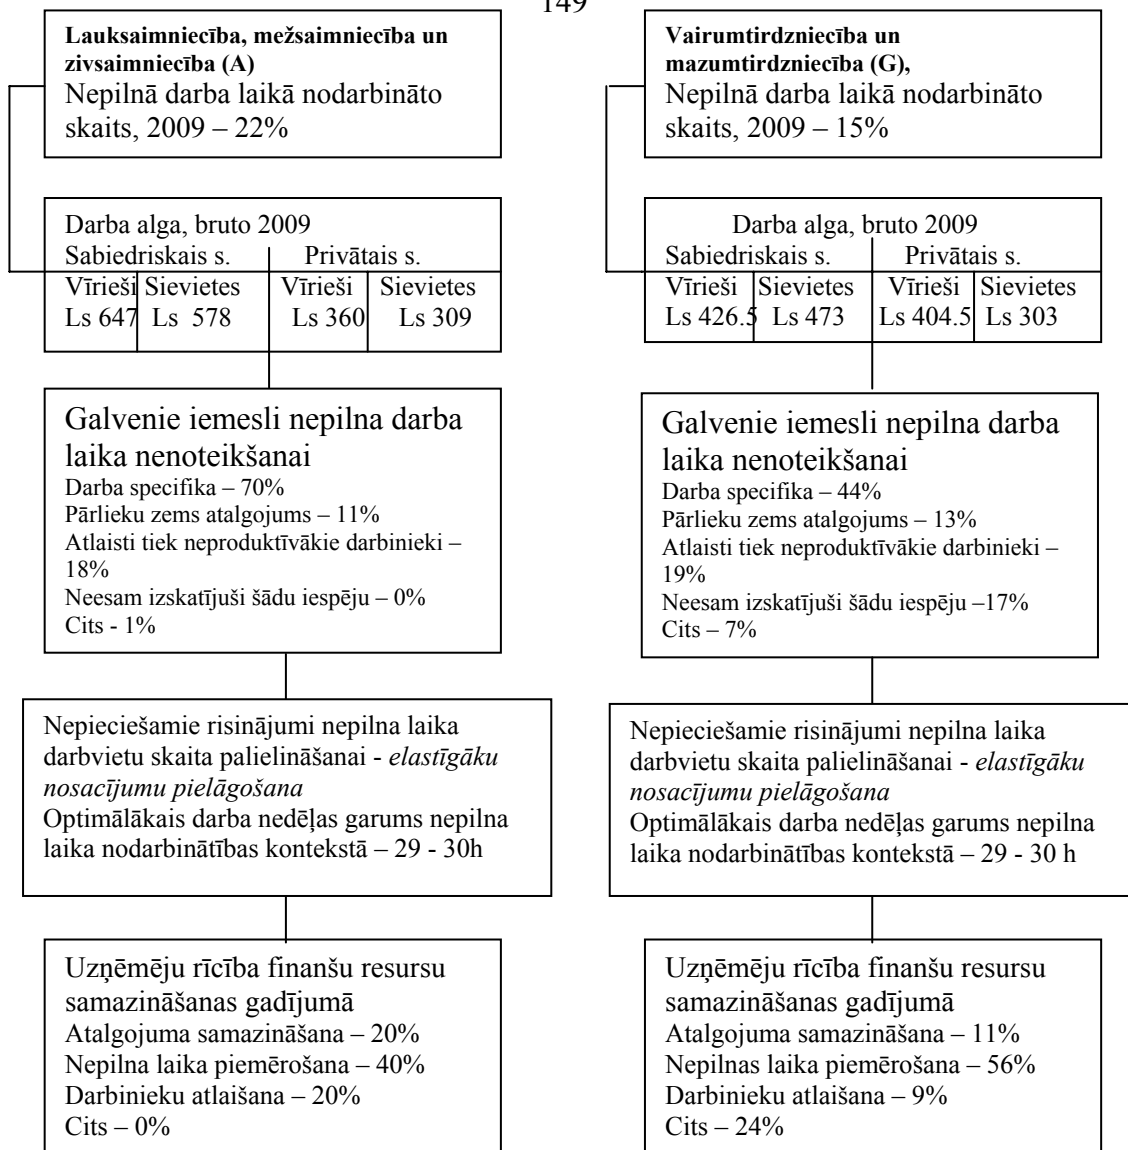 149
Lauksaimniecība, mežsaimniecība un
zivsaimniecība (A)
Nepilnā darba laikā nodarbināto
skaits, 2009 – 22%
Darba alga, bruto 2009
Sabiedriskais s. Privātais s.
Vīrieši Sievietes Vīrieši Sievietes
Ls 647 Ls 578 Ls 360 Ls 309
Galvenie iemesli nepilna darba
laika nenoteikšanai
Darba specifika – 70%
Pārlieku zems atalgojums – 11%
Atlaisti tiek neproduktīvākie darbinieki –
18%
Neesam izskatījuši šādu iespēju – 0%
Cits - 1%
Nepieciešamie risinājumi nepilna laika
darbvietu skaita palielināšanai - elastīgāku
nosacījumu pielāgošana
Optimālākais darba nedēļas garums nepilna
laika nodarbinātības kontekstā – 29 - 30h
Uzņēmēju rīcība finanšu resursu
samazināšanas gadījumā
Atalgojuma samazināšana – 20%
Nepilna laika piemērošana – 40%
Darbinieku atlaišana – 20%
Cits – 0%
Vairumtirdzniecība un
mazumtirdzniecība (G),
Nepilnā darba laikā nodarbināto
skaits, 2009 – 15%
Darba alga, bruto 2009
Sabiedriskais s. Privātais s.
Vīrieši Sievietes Vīrieši Sievietes
Ls 426.5 Ls 473 Ls 404.5 Ls 303
Galvenie iemesli nepilna darba
laika nenoteikšanai
Darba specifika – 44%
Pārlieku zems atalgojums – 13%
Atlaisti tiek neproduktīvākie darbinieki –
19%
Neesam izskatījuši šādu iespēju –17%
Cits – 7%
Nepieciešamie risinājumi nepilna laika
darbvietu skaita palielināšanai - elastīgāku
nosacījumu pielāgošana
Optimālākais darba nedēļas garums nepilna
laika nodarbinātības kontekstā – 29 - 30 h
Uzņēmēju rīcība finanšu resursu
samazināšanas gadījumā
Atalgojuma samazināšana – 11%
Nepilnas laika piemērošana – 56%
Darbinieku atlaišana – 9%
Cits – 24%